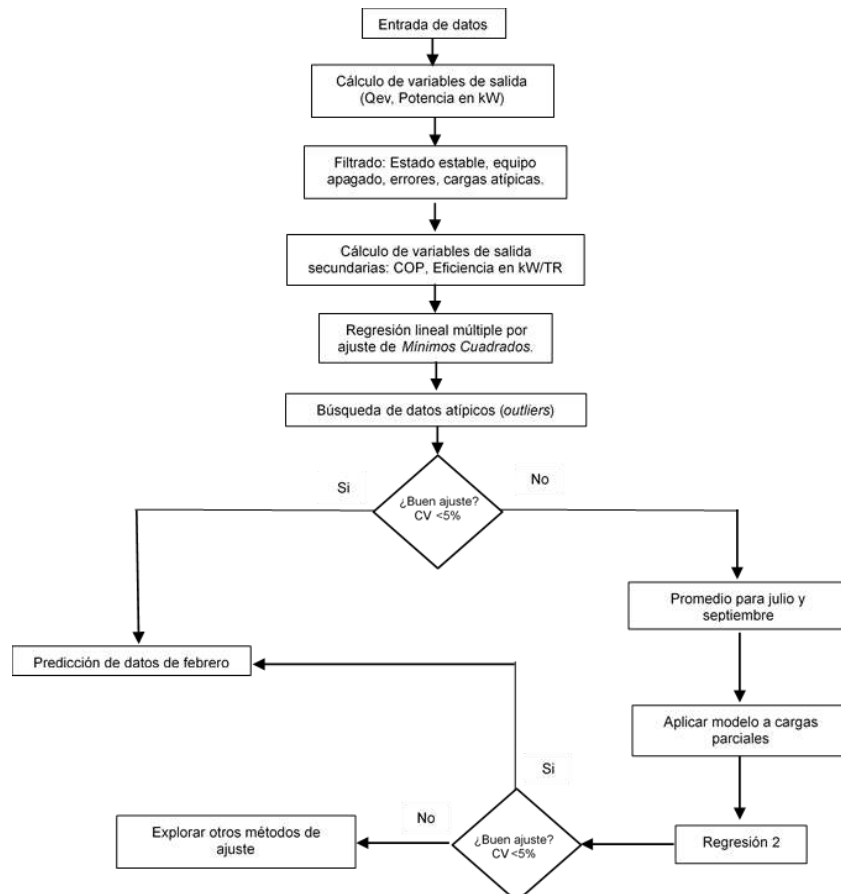 Entrada de datos
Cálculo de variables de salida
(Qev, Potencia en kW)
Filtrado: Estado estable, equipo
apagado, errores, cargas atípicas.
Cálculo de variables de salida
secundarias: COP, Eficiencia en kW/TR
Regresión lineal múltiple por
ajuste de Mínimos Cuadrados.
Búsqueda de datos atípicos (outliers)
Si
¿Buen ajuste?
CV <5%
No
Promedio para julio y
septiembre
Predicción de datos de febrero
Aplicar modelo a cargas
parciales
Si
Explorar otros métodos de
ajuste
No
¿Buen ajuste?
CV <5%
Regresión 2